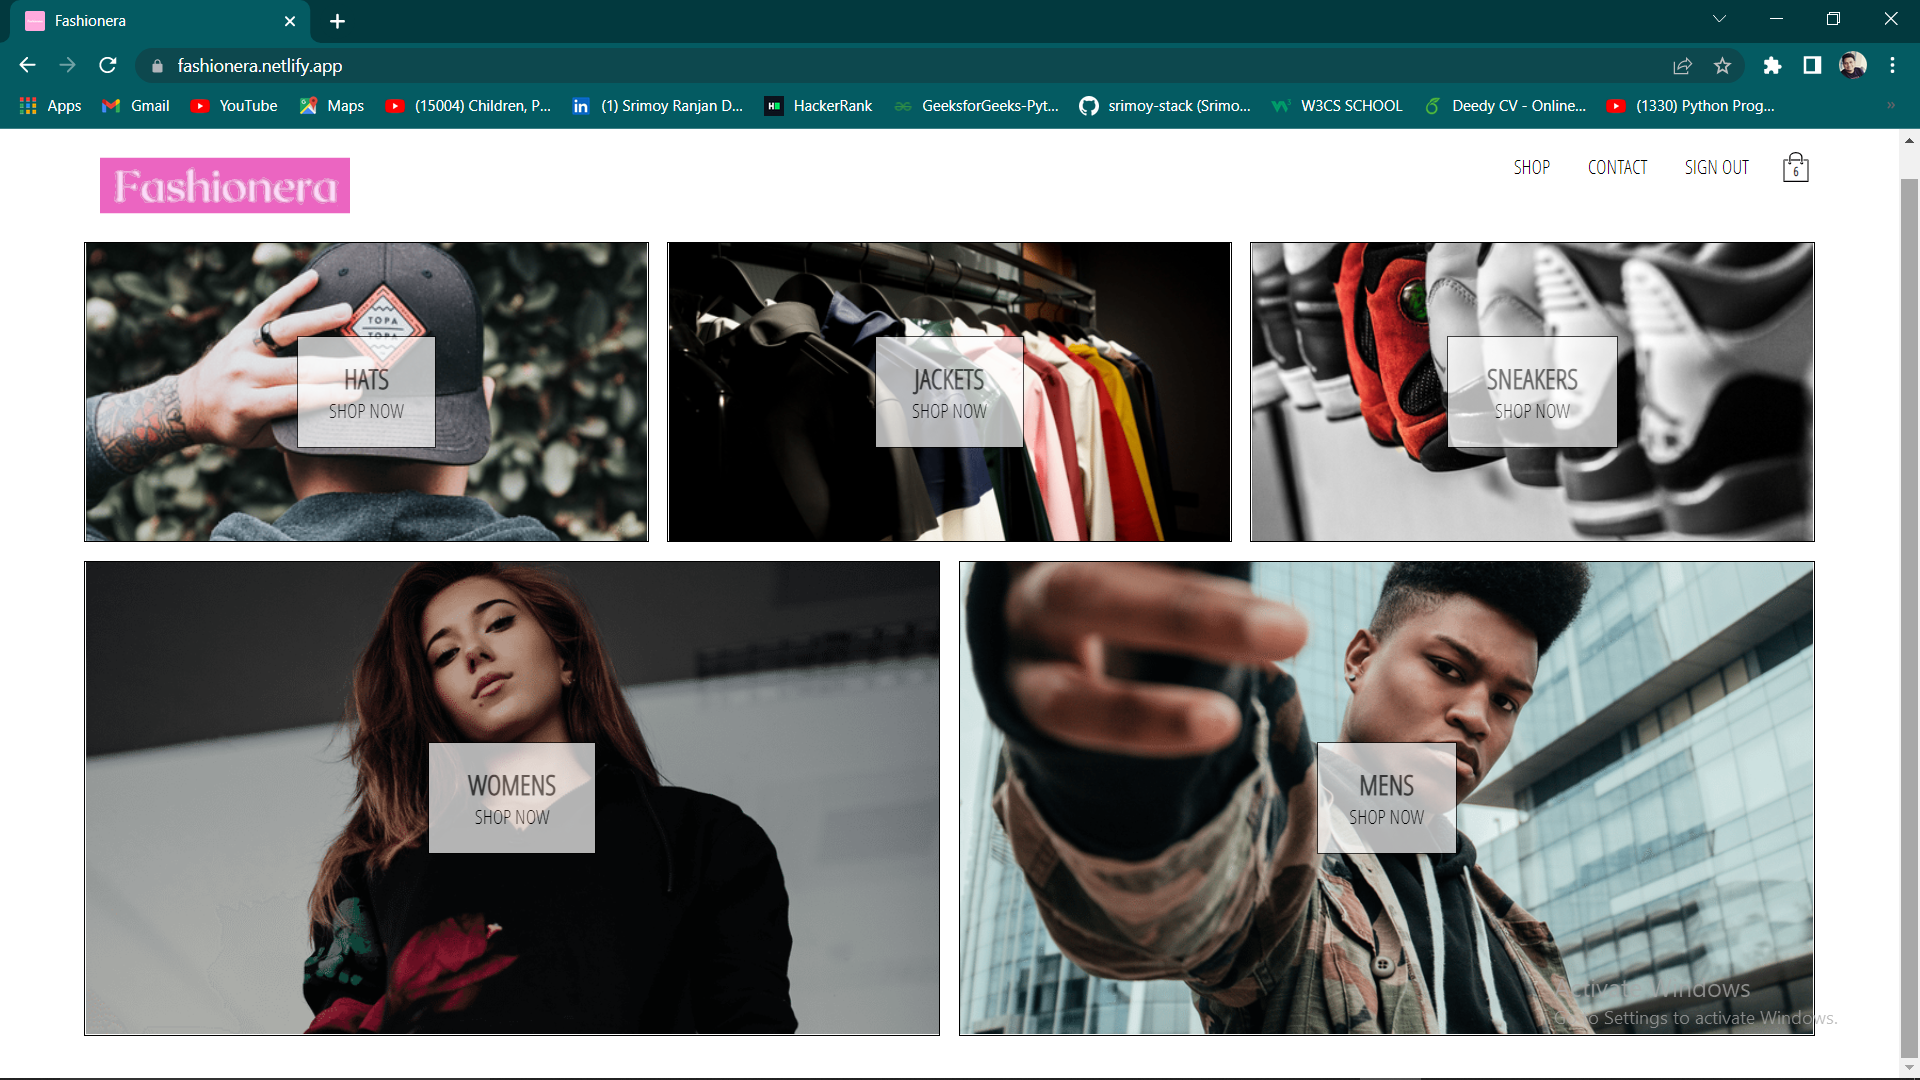 Fashionera
fashionera.netlify.app
Apps
Gmail
YouTube
Maps
(15004) Children, P...
(1) Srimoy Ranjan D...
HackerRank
GeeksforGeeks-Pyt...
srimoy-stack (Srimo...
W3CS SCHOOL
Deedy CV - Online...
(1330) Python Prog...
Fashionera
SHOP
CONTACT
SIGN OUT
6
TOPA
TOPA
HATS
SHOP NOW
JACKETS
SHOP NOW
SNEAKERS
SHOP NOW
WOMENS
SHOP NOW
MENS
SHOP NOW
Activate Windows
Go to Settings to activate Windows.